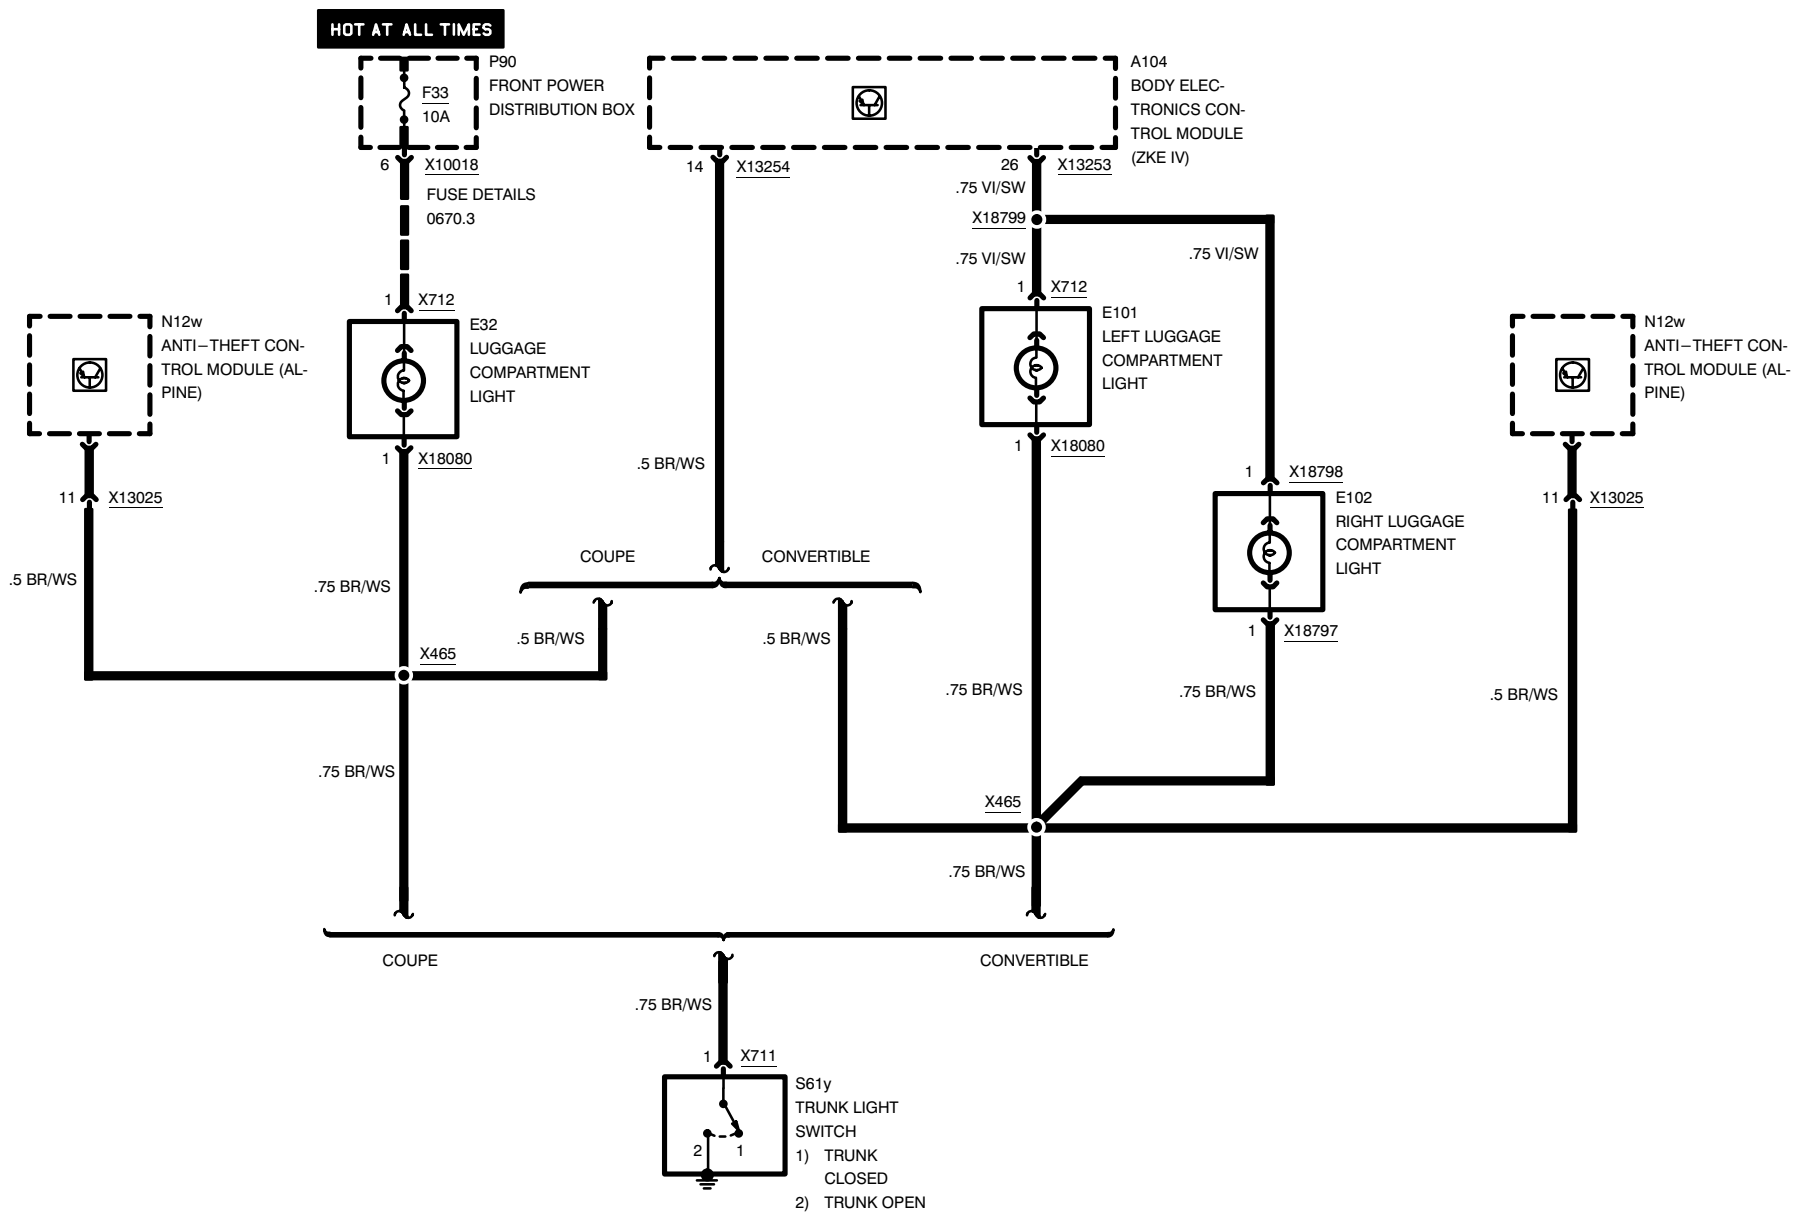 HOT AT ALL TIMES
P90
FRONT POWER
DISTRIBUTION BOX
F33
10A
6
X10018
FUSE DETAILS
0670.3
A104
BODY ELEC-
TRONICS CON-
TROL MODULE
(ZKE IV)
14
X13254
26
X13253
.75 VI/SW
X18799
.75 VI/SW
.75 VI/SW
1
X712
1
X712
N12w
ANTI–THEFT CON-
TROL MODULE (AL-
PINE)
E32
LUGGAGE
COMPARTMENT
LIGHT
E101
LEFT LUGGAGE
COMPARTMENT
LIGHT
N12w
ANTI–THEFT CON-
TROL MODULE (AL-
PINE)
1
X18080
1
X18080
.5 BR/WS
1
X18798
11
X13025
E102
RIGHT LUGGAGE
COMPARTMENT
LIGHT
11
X13025
COUPE
CONVERTIBLE
.5 BR/WS
.75 BR/WS
.5 BR/WS
.5 BR/WS
1
X18797
X465
.75 BR/WS
.75 BR/WS
.5 BR/WS
.75 BR/WS
X465
.75 BR/WS
COUPE
CONVERTIBLE
.75 BR/WS
1
X711
S61y
TRUNK LIGHT
SWITCH
1) TRUNK
CLOSED
2) TRUNK OPEN
2
1